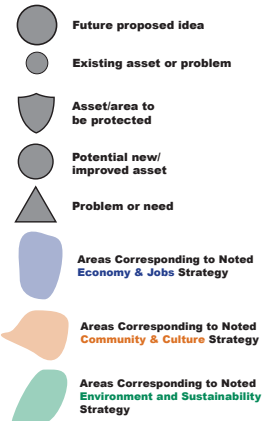 Future proposed idea
Existing asset or problem
Asset/area to
be protected
Potential new/
improved asset
Problem or need
Areas Corresponding to Noted
Economy & Jobs Strategy
Areas Corresponding to Noted
Community & Culture Strategy
Areas Corresponding to Noted
Environment and Sustainability
Strategy